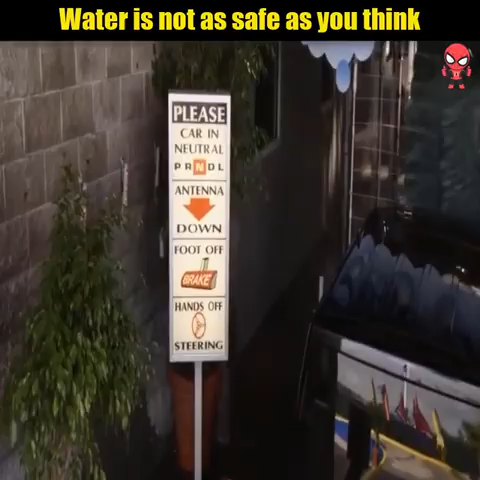 Water is not as safe as you think
PLEASE
CAR IN
NEUTRAL
P R N D L
ANTENNA
DOWN
FOOT OFF
BRAKE
HANDS OFF
STEERING